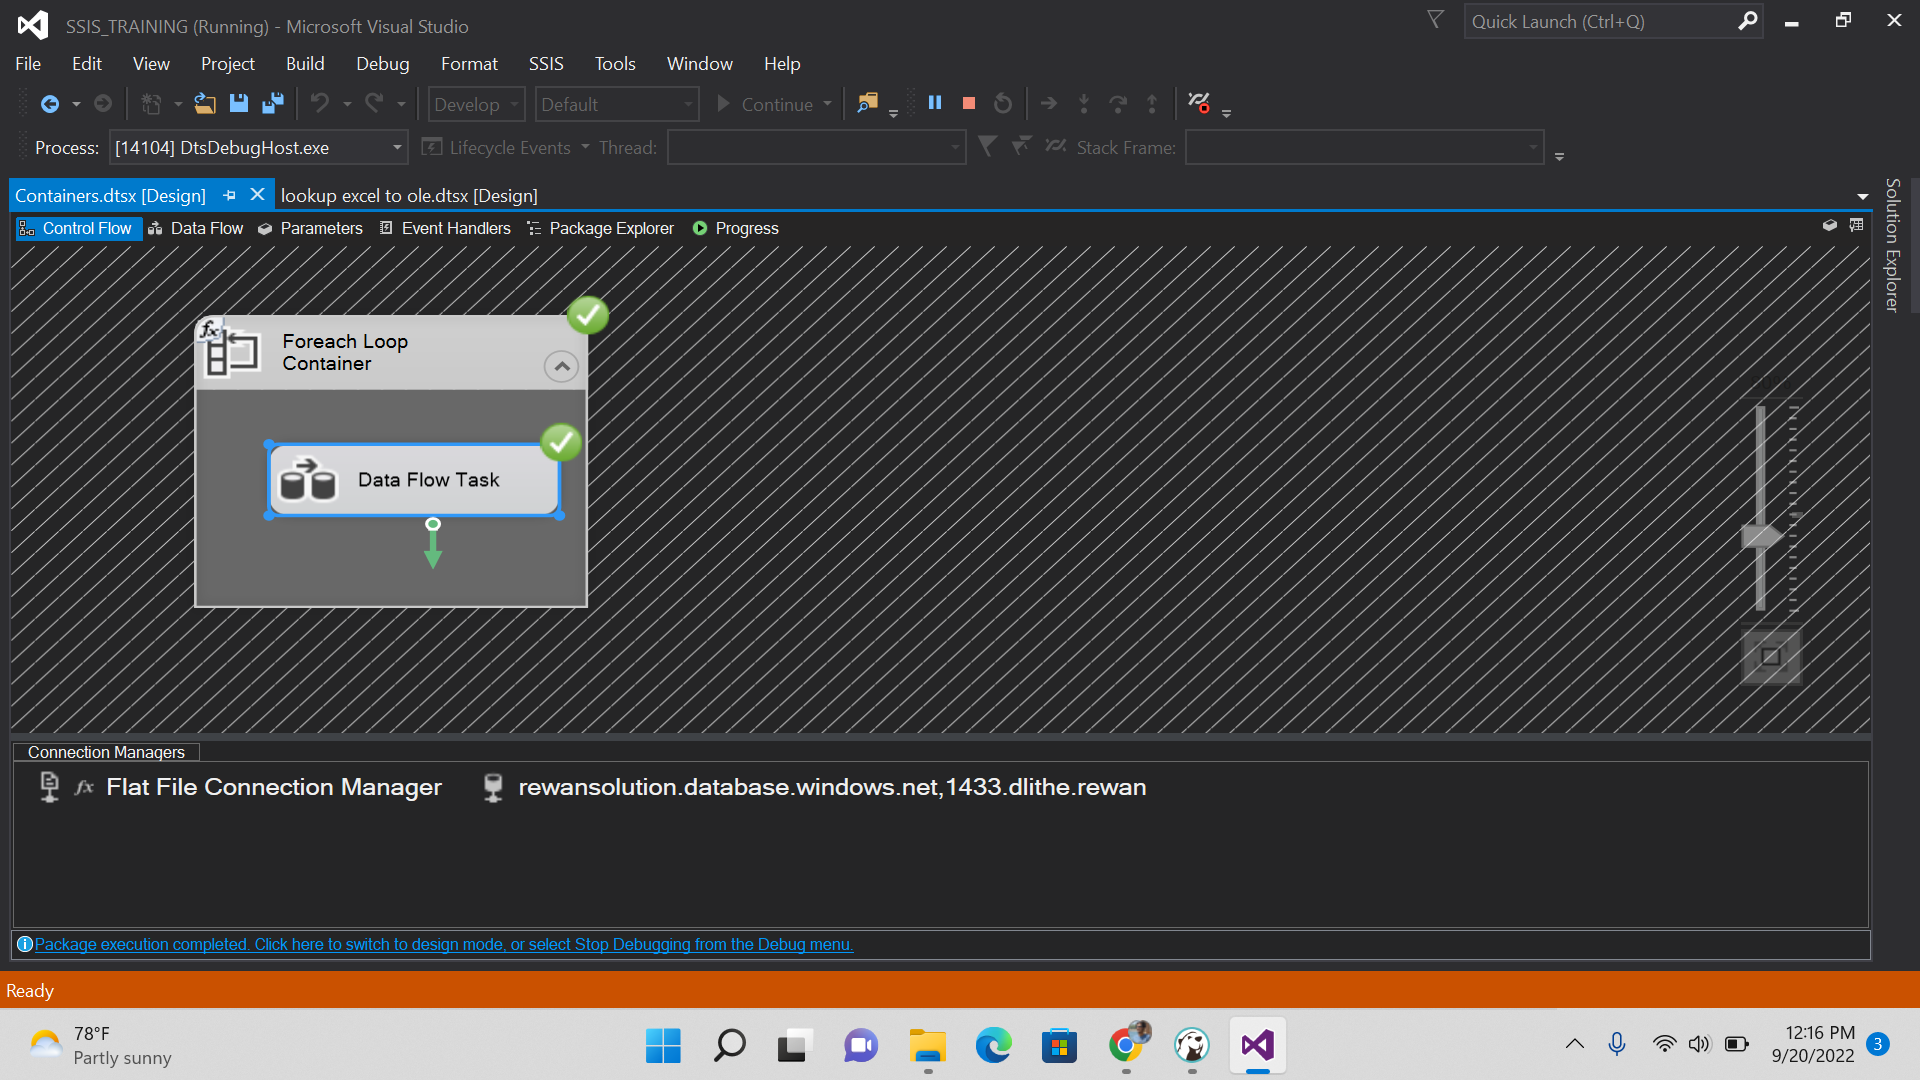 SSIS_TRAINING (Running) - Microsoft Visual Studio
Quick Launch (Ctrl+Q)
File Edit View Project Build Debug Format SSIS Tools Window Help
Develop Default Continue
Process: [14104] DtsDebugHost.exe Lifecycle Events Thread: Stack Frame:
Containers.dtsx [Design] lookup excel to ole.dtsx [Design]
Control Flow Data Flow Parameters Event Handlers Package Explorer Progress
Solution Explorer
fx
Foreach Loop
Container
Data Flow Task
Connection Managers
fx Flat File Connection Manager rewansolution.database.windows.net,1433.dlithe.rewan
Package execution completed. Click here to switch to design mode, or select Stop Debugging from the Debug menu.
Ready
78°F
Partly sunny
12:16 PM
9/20/2022
3